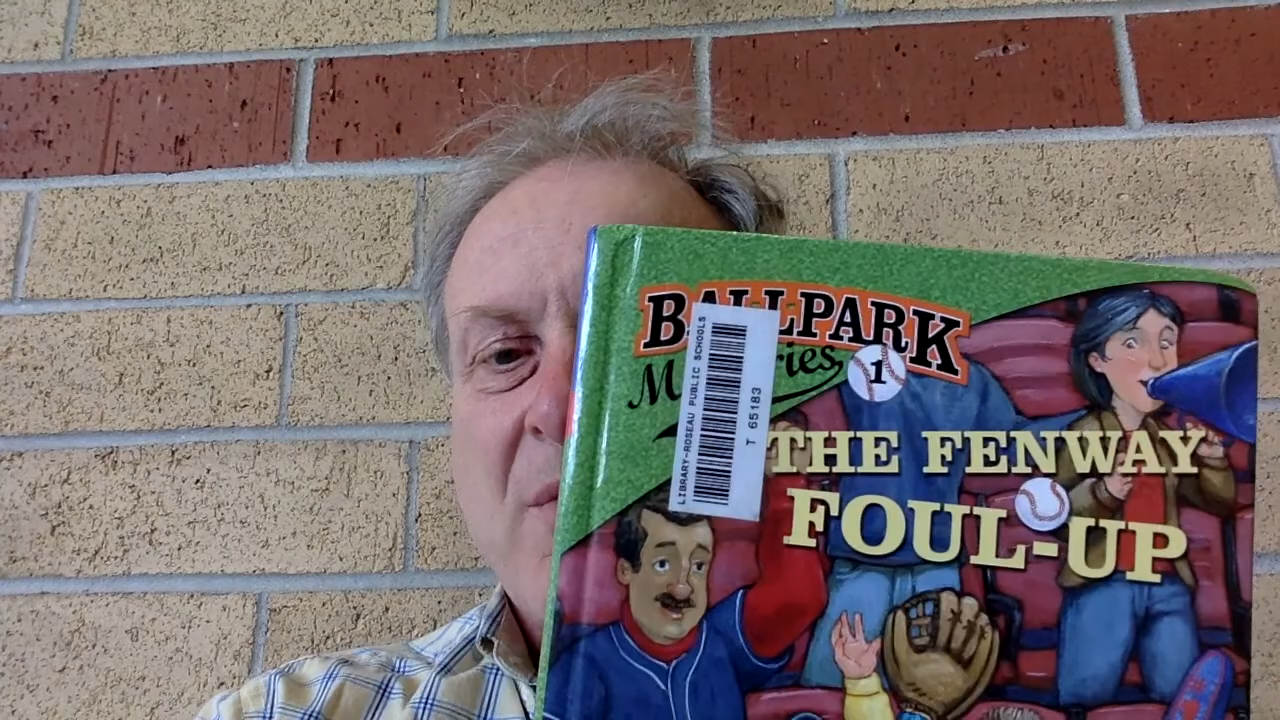 BALLPARK
Mysteries
1
LIBRARY-ROSEAU PUBLIC SCHOOLS
T 65183
THE FENWAY
FOUL-UP